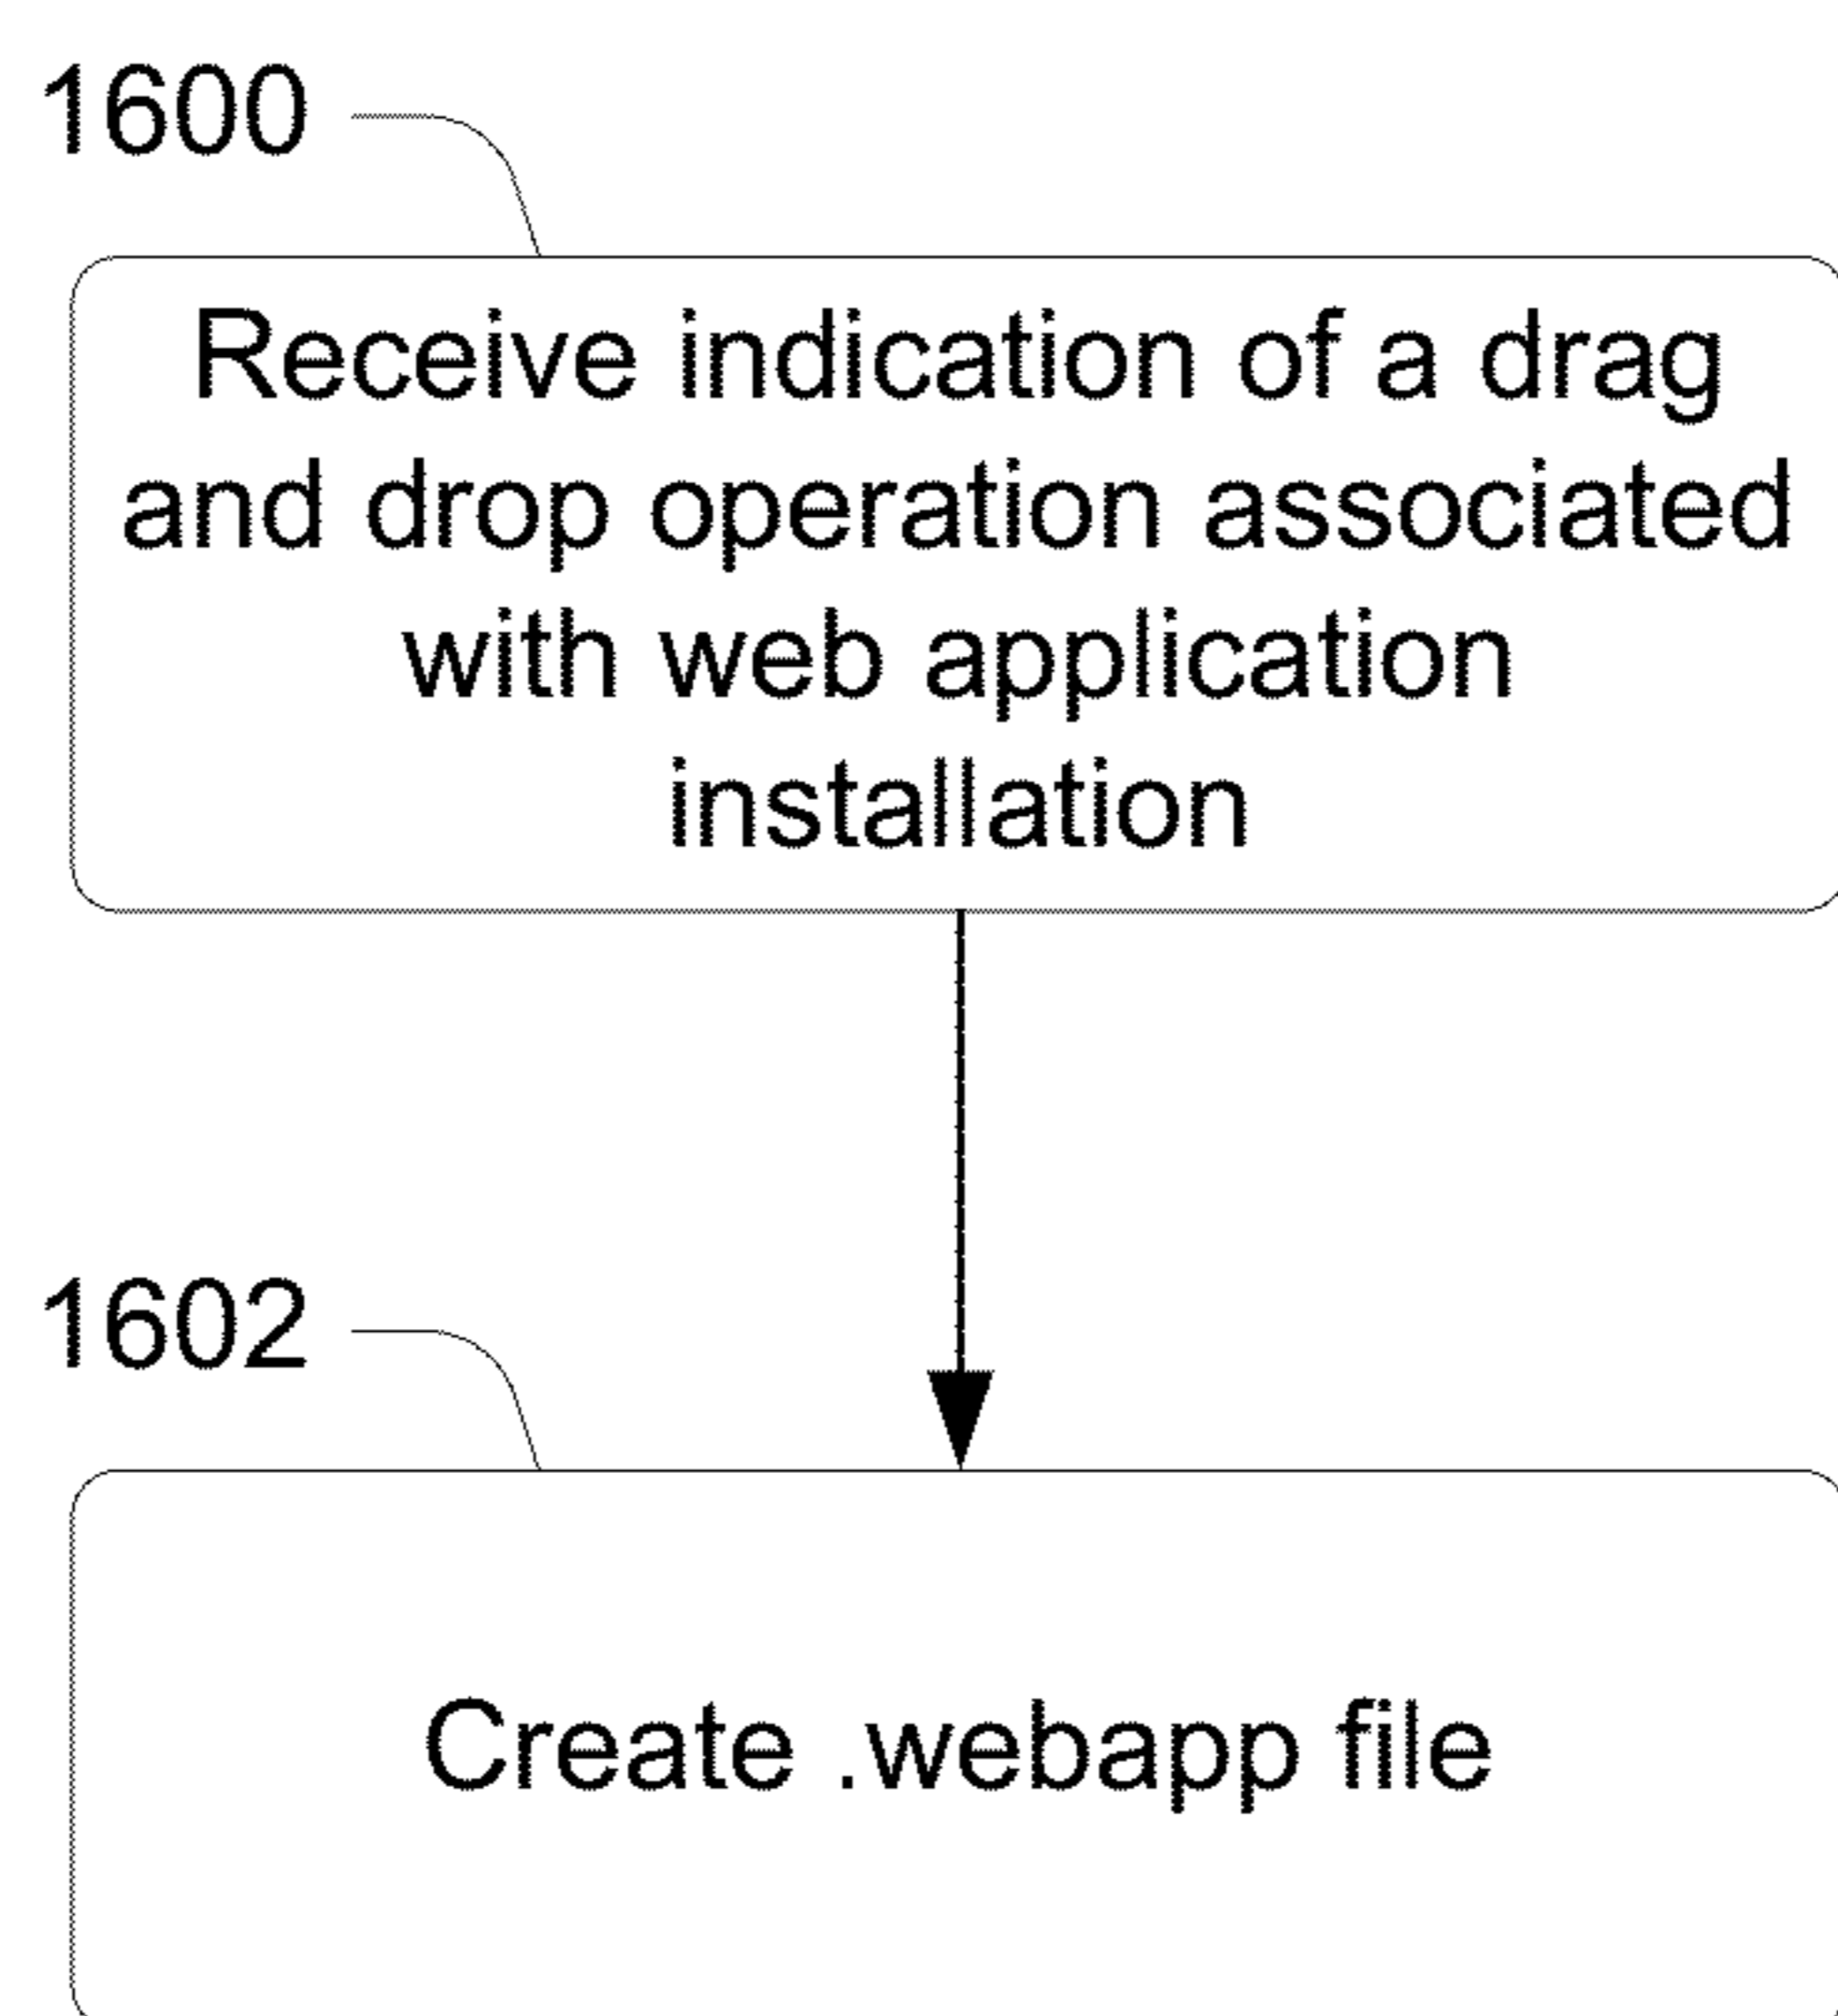 1600
Receive indication of a drag
and drop operation associated
with web application
installation
1602
Create .webapp file